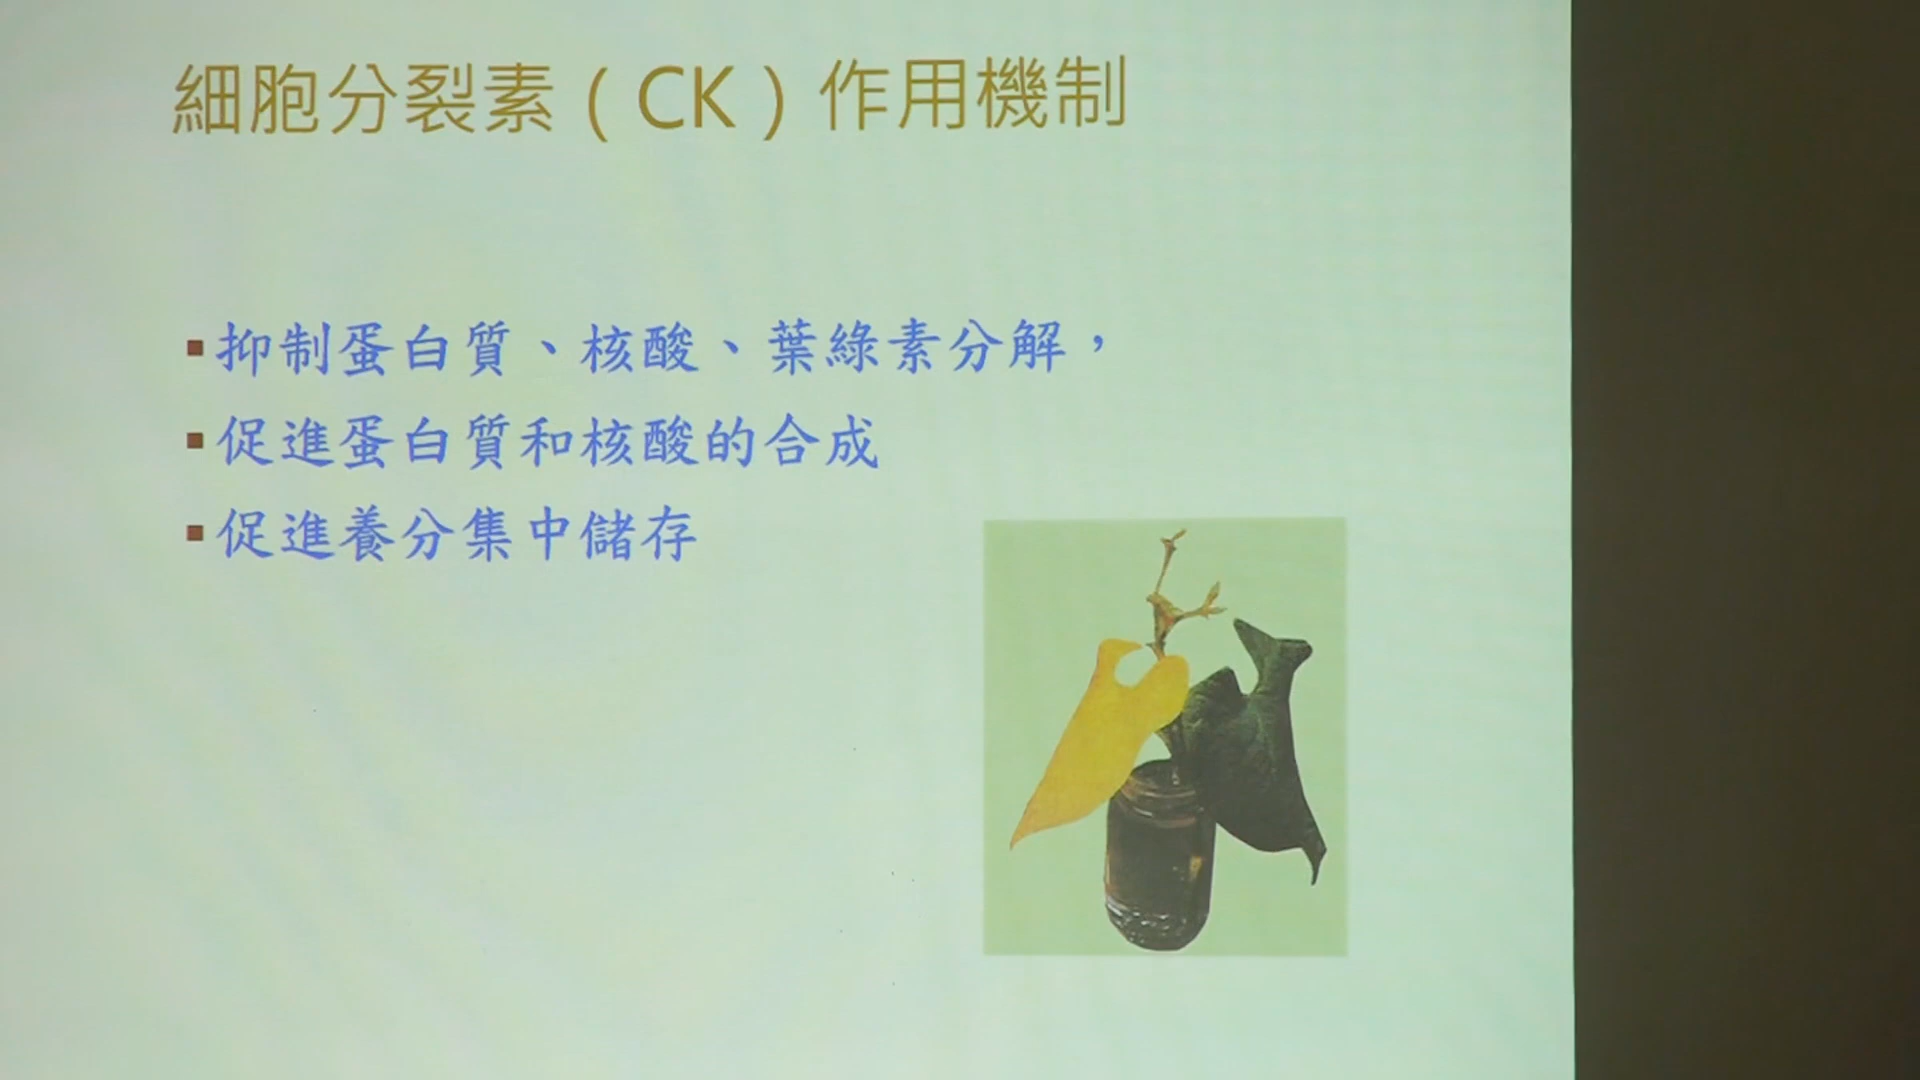 細胞分裂素（CK）作用機制
▪抑制蛋白質、核酸、葉綠素分解，
▪促進蛋白質和核酸的合成
▪促進養分集中儲存